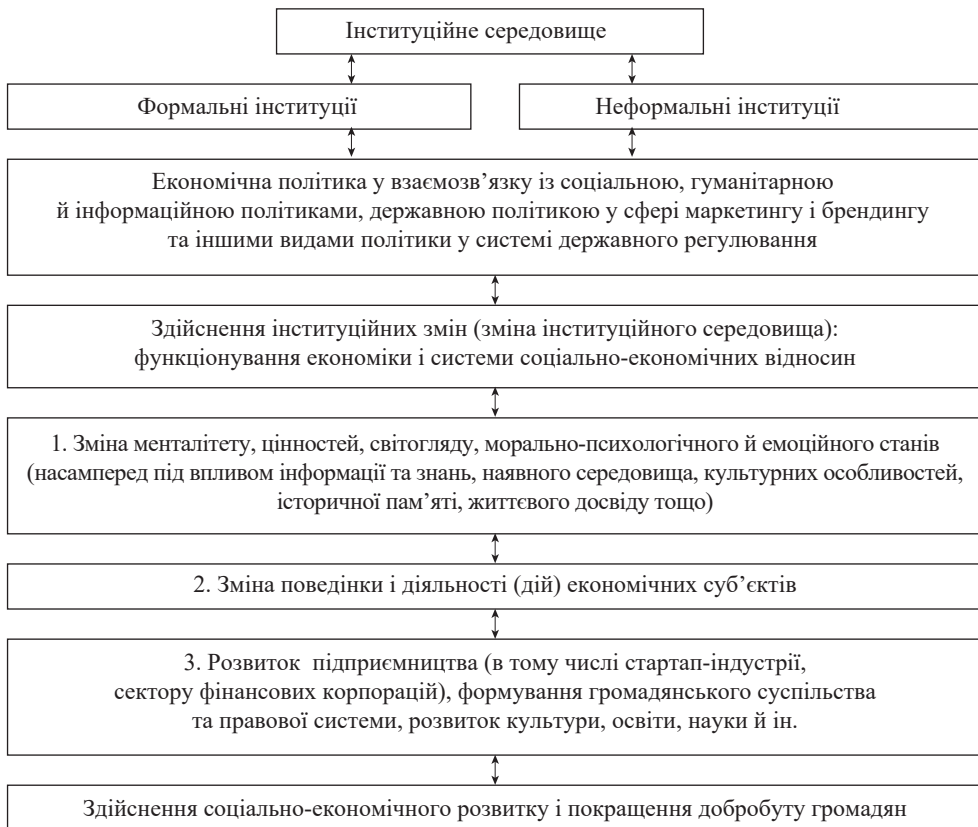 Інституційне середовище
Формальні інституції
Неформальні інституції
Економічна політика у взаємозв’язку із соціальною, гуманітарною
й інформаційною політиками, державною політикою у сфері маркетингу і брендингу
та іншими видами політики у системі державного регулювання
Здійснення інституційних змін (зміна інституційного середовища):
функціонування економіки і системи соціально-економічних відносин
1. Зміна менталітету, цінностей, світогляду, морально-психологічного й емоційного станів
(насамперед під впливом інформації та знань, наявного середовища, культурних особливостей,
історичної пам’яті, життєвого досвіду тощо)
2. Зміна поведінки і діяльності (дій) економічних суб’єктів
3. Розвиток підприємництва (в тому числі стартап-індустрії,
сектору фінансових корпорацій), формування громадянського суспільства
та правової системи, розвиток культури, освіти, науки й ін.
Здійснення соціально-економічного розвитку і покращення добробуту громадян